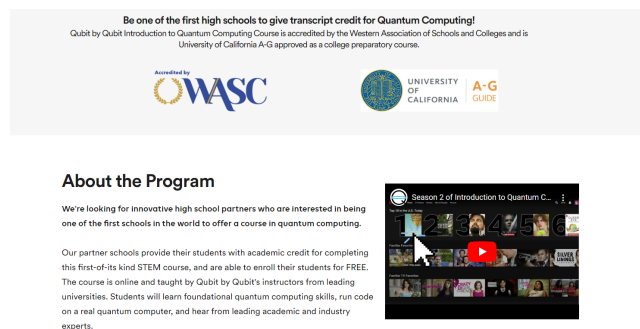 Be one of the first high schools to give transcript credit for Quantum Computing!
Qubit by Qubit Introduction to Quantum Computing Course is accredited by the Western Association of Schools and Colleges and is
University of California A-G approved as a college preparatory course.
Accredited by
WASC
UNIVERSITY
OF
CALIFORNIA
A-G
GUIDE
About the Program
We're looking for innovative high school partners who are interested in being
one of the first schools in the world to offer a course in quantum computing.
Our partner schools provide their students with academic credit for completing
this first-of-its kind STEM course, and are able to enroll their students for FREE.
The course is online and taught by Qubit by Qubit's instructors from leading
universities. Students will learn foundational quantum computing skills, run code
on a real quantum computer, and hear from leading academic and industry
experts.
Season 2 of Introduction to Quantum C...
1 2 3 4 5 6
SILVER
LININGS